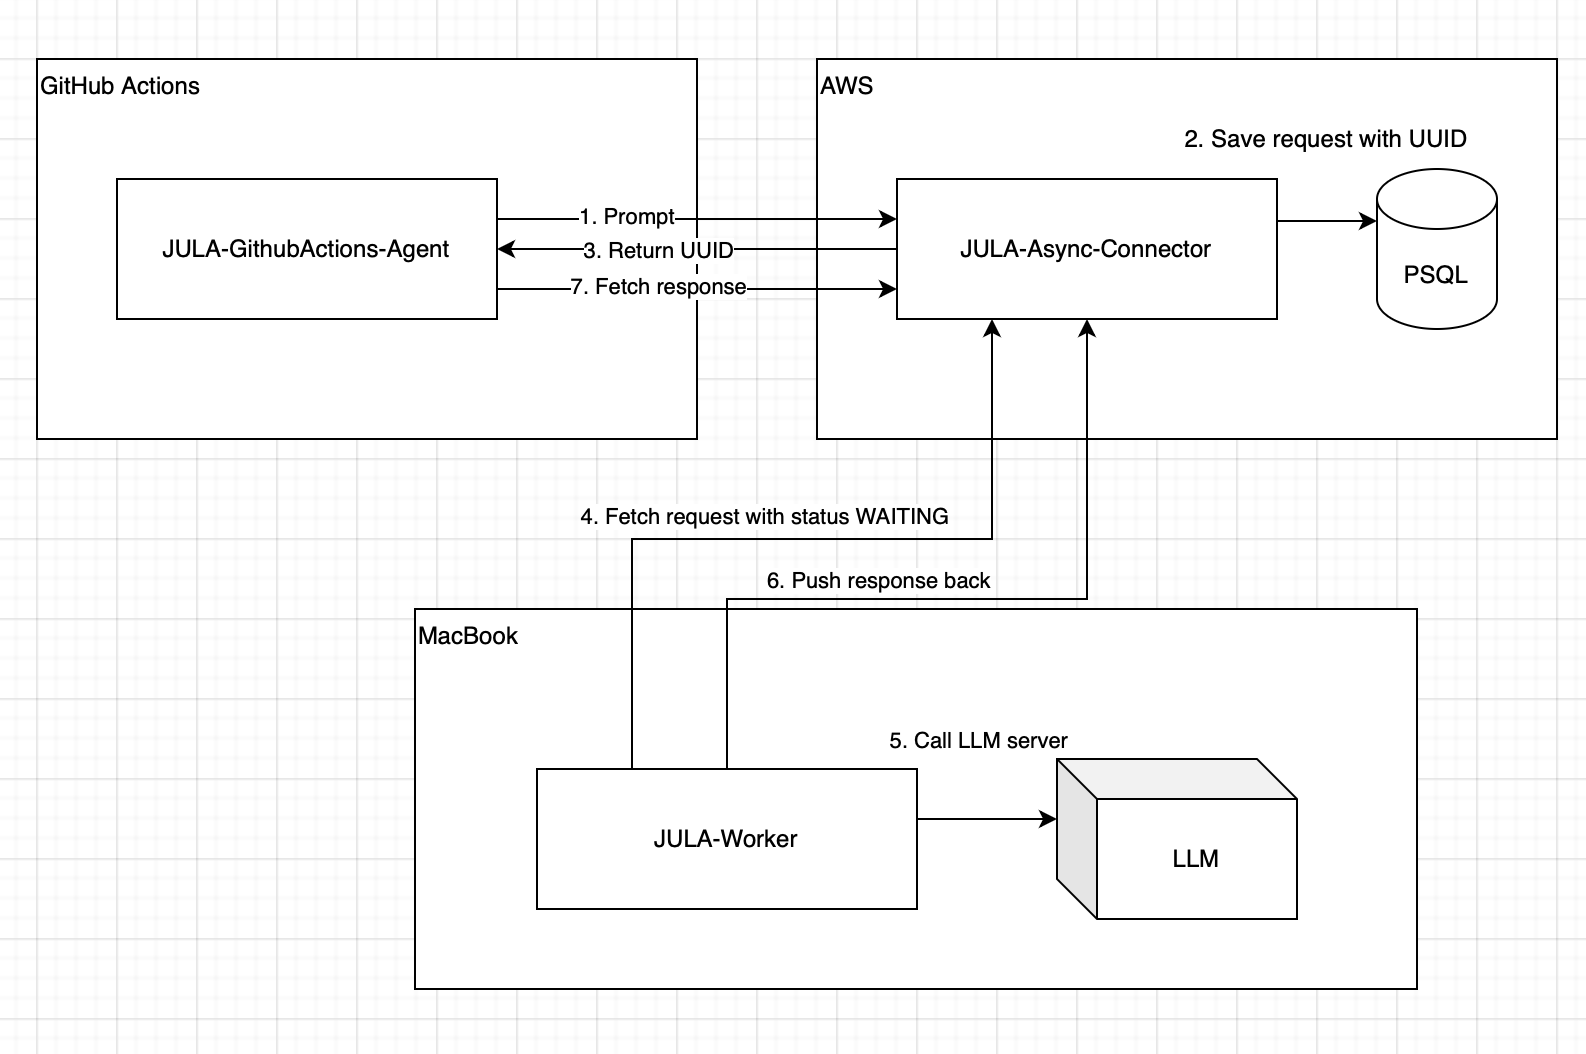 GitHub Actions
AWS
2. Save request with UUID
JULA-GithubActions-Agent
1. Prompt
3. Return UUID
7. Fetch response
JULA-Async-Connector
PSQL
4. Fetch request with status WAITING
6. Push response back
MacBook
5. Call LLM server
JULA-Worker
LLM